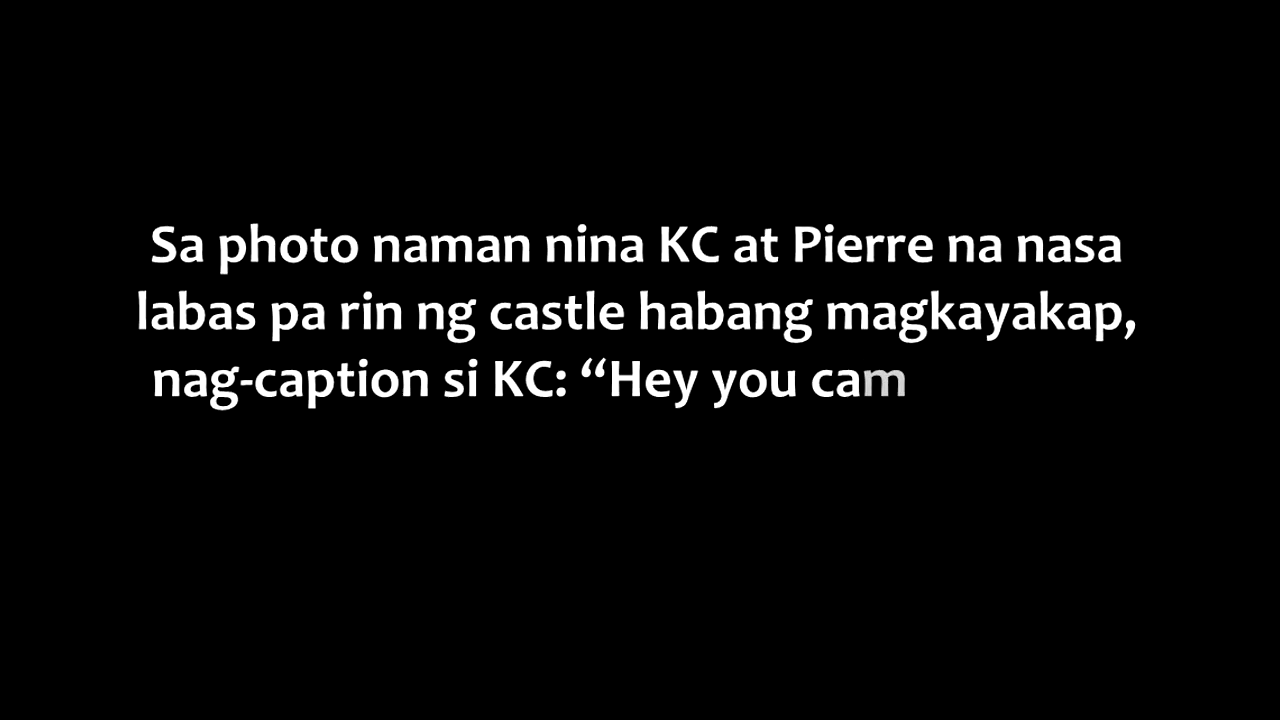 Sa photo naman nina KC at Pierre na nasa
labas pa rin ng castle habang magkayakap,
nag-caption si KC: “Hey you cam